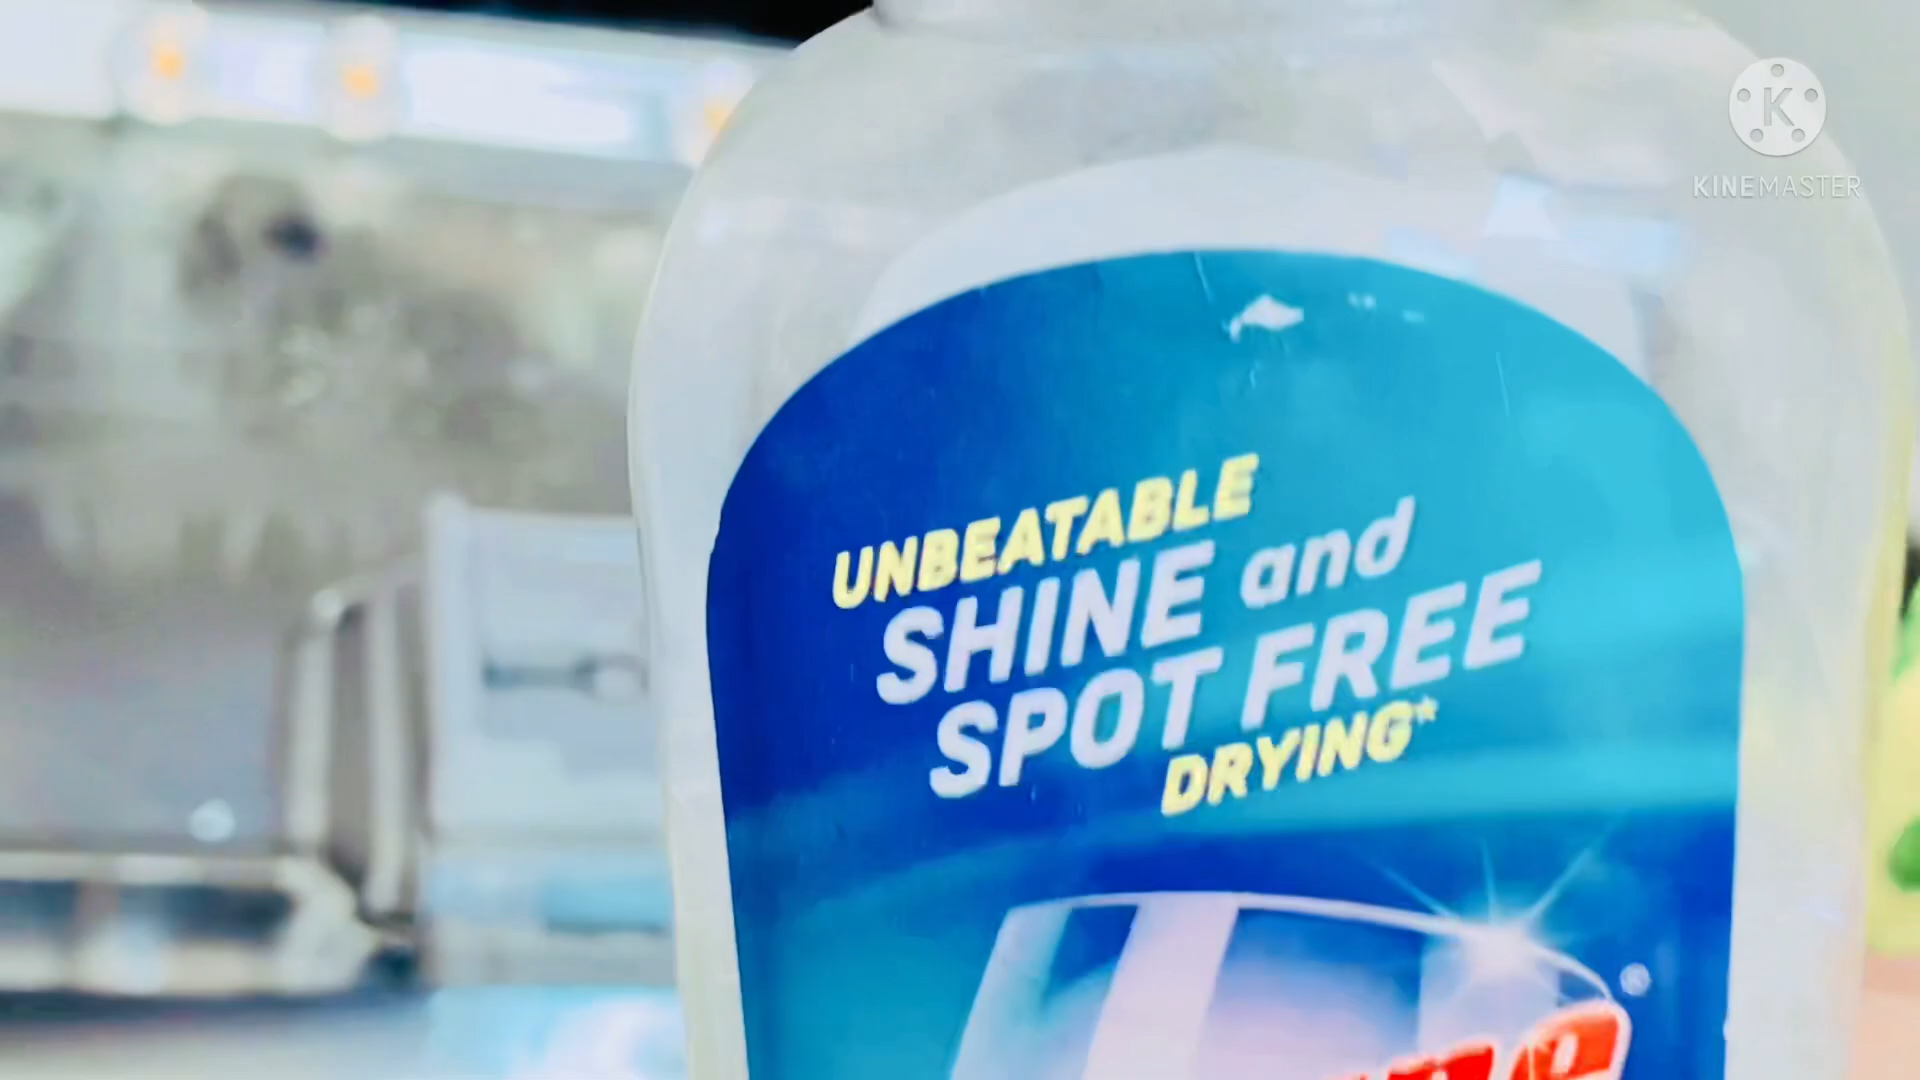 K
KINEMASTER
UNBEATABLE
SHINE and
SPOT FREE
DRYING*
®